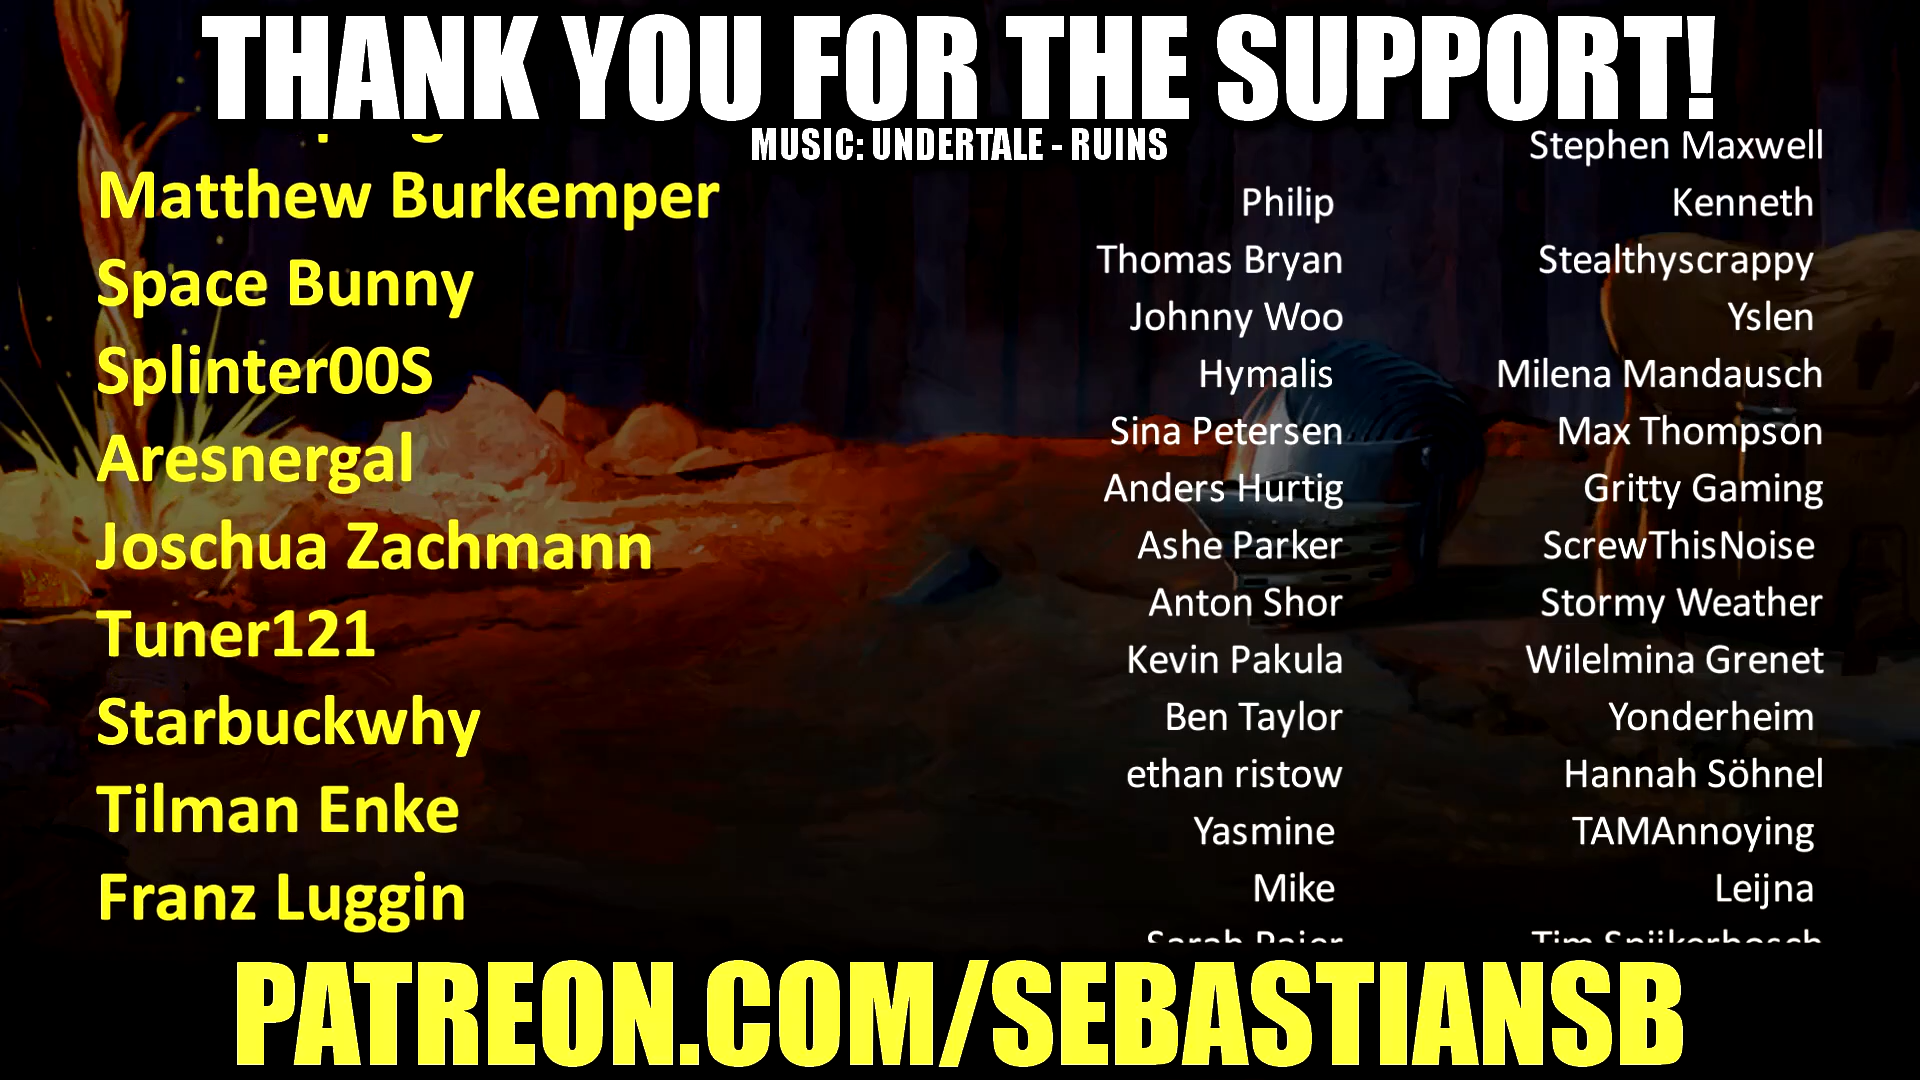 THANK YOU FOR THE SUPPORT!
MUSIC: UNDERTALE - RUINS
Matthew Burkemper
Space Bunny
Splinter00S
Aresnergal
Joschua Zachmann
Tuner121
Starbuckwhy
Tilman Enke
Franz Luggin
Philip
Thomas Bryan
Johnny Woo
Hymalis
Sina Petersen
Anders Hurtig
Ashe Parker
Anton Shor
Kevin Pakula
Ben Taylor
ethan ristow
Yasmine
Mike
Stephen Maxwell
Kenneth
Stealthyscrappy
Yslen
Milena Mandausch
Max Thompson
Gritty Gaming
ScrewThisNoise
Stormy Weather
Wilelmina Grenet
Yonderheim
Hannah Söhnel
TAMAnnoying
Leijna
PATREON.COM/SEBASTIANSB